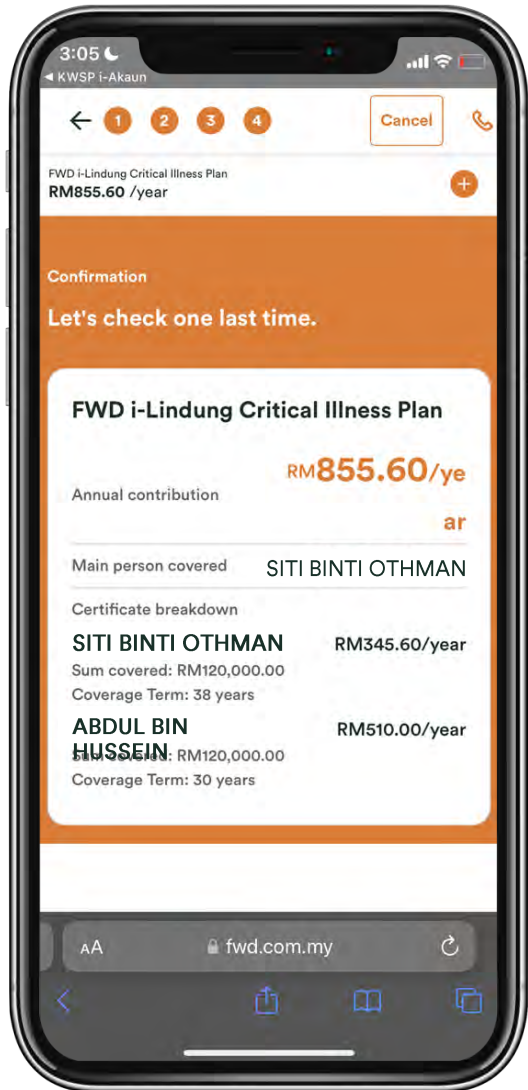 3:05
◀ KWSP i-Akaun
1 2 3 4 Cancel
FWD i-Lindung Critical Illness Plan
RM855.60 /year
Confirmation
Let's check one last time.
FWD i-Lindung Critical Illness Plan
RM855.60/ye
Annual contribution
ar
Main person covered SITI BINTI OTHMAN
Certificate breakdown
SITI BINTI OTHMAN RM345.60/year
Sum covered: RM120,000.00
Coverage Term: 38 years
ABDUL BIN RM510.00/year
HUSSEIN
Sum covered: RM120,000.00
Coverage Term: 30 years
AA fwd.com.my